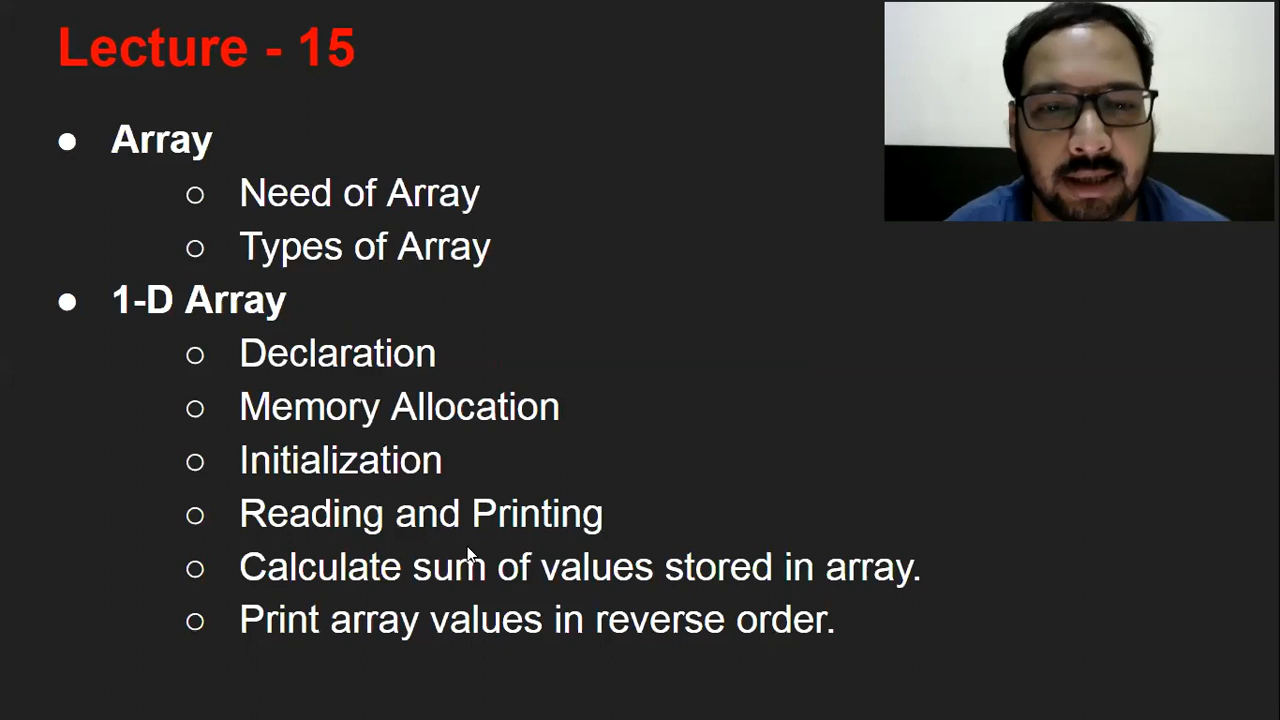 Lecture - 15
● Array
○ Need of Array
○ Types of Array
● 1-D Array
○ Declaration
○ Memory Allocation
○ Initialization
○ Reading and Printing
○ Calculate sum of values stored in array.
○ Print array values in reverse order.